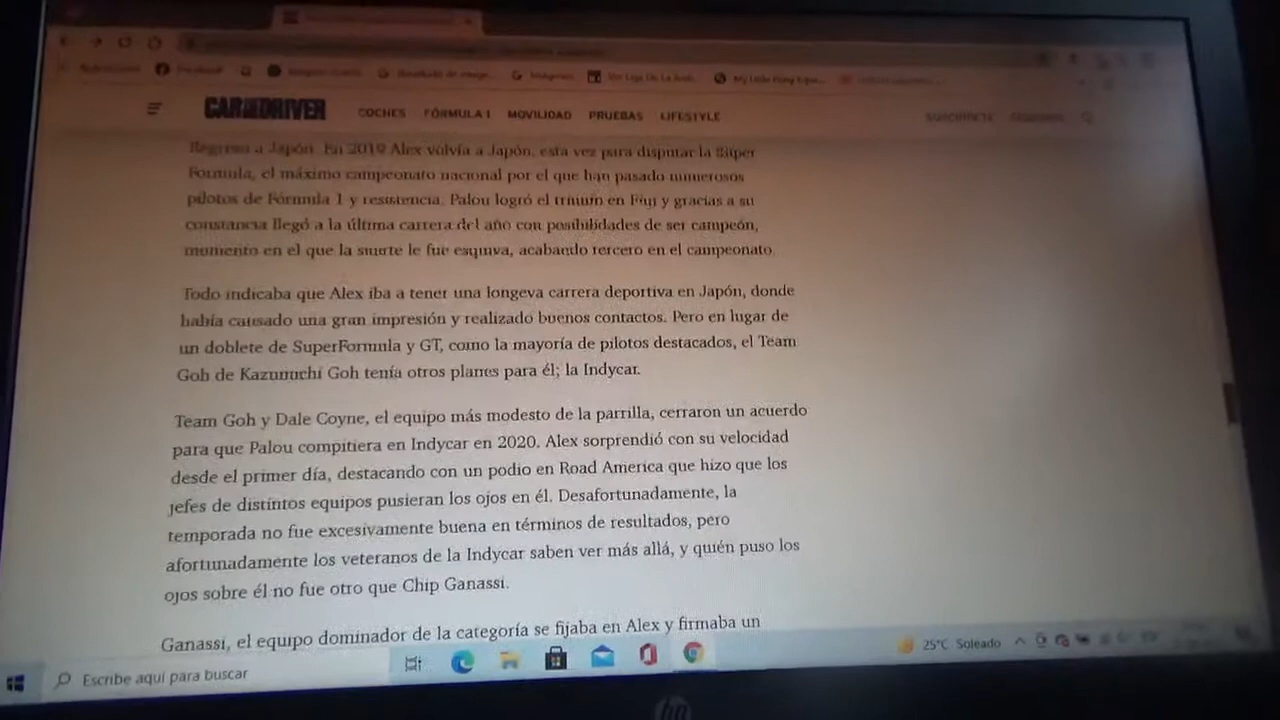 CAR AND DRIVER COCHES FÓRMULA 1 MOVILIDAD PRUEBAS LIFESTYLE SUSCRÍBETE
Regreso a Japón. En 2019 Alex volvía a Japón, esta vez para disputar la Súper
Formula, el máximo campeonato nacional por el que han pasado numerosos
pilotos de Fórmula 1 y resistencia. Palou logró el triunfo en Fuji y gracias a su
constancia llegó a la última carrera del año con posibilidades de ser campeón,
momento en el que la suerte le fue esquiva, acabando tercero en el campeonato.
Todo indicaba que Alex iba a tener una longeva carrera deportiva en Japón, donde
había causado una gran impresión y realizado buenos contactos. Pero en lugar de
un doblete de SuperFormula y GT, como la mayoría de pilotos destacados, el Team
Goh de Kazumichi Goh tenía otros planes para él; la Indycar.
Team Goh y Dale Coyne, el equipo más modesto de la parrilla, cerraron un acuerdo
para que Palou compitiera en Indycar en 2020. Alex sorprendió con su velocidad
desde el primer día, destacando con un podio en Road America que hizo que los
jefes de distintos equipos pusieran los ojos en él. Desafortunadamente, la
temporada no fue excesivamente buena en términos de resultados, pero
afortunadamente los veteranos de la Indycar saben ver más allá, y quién puso los
ojos sobre él no fue otro que Chip Ganassi.
Ganassi, el equipo dominador de la categoría se fijaba en Alex y firmaba un
Escribe aquí para buscar 25°C Soleado
hp